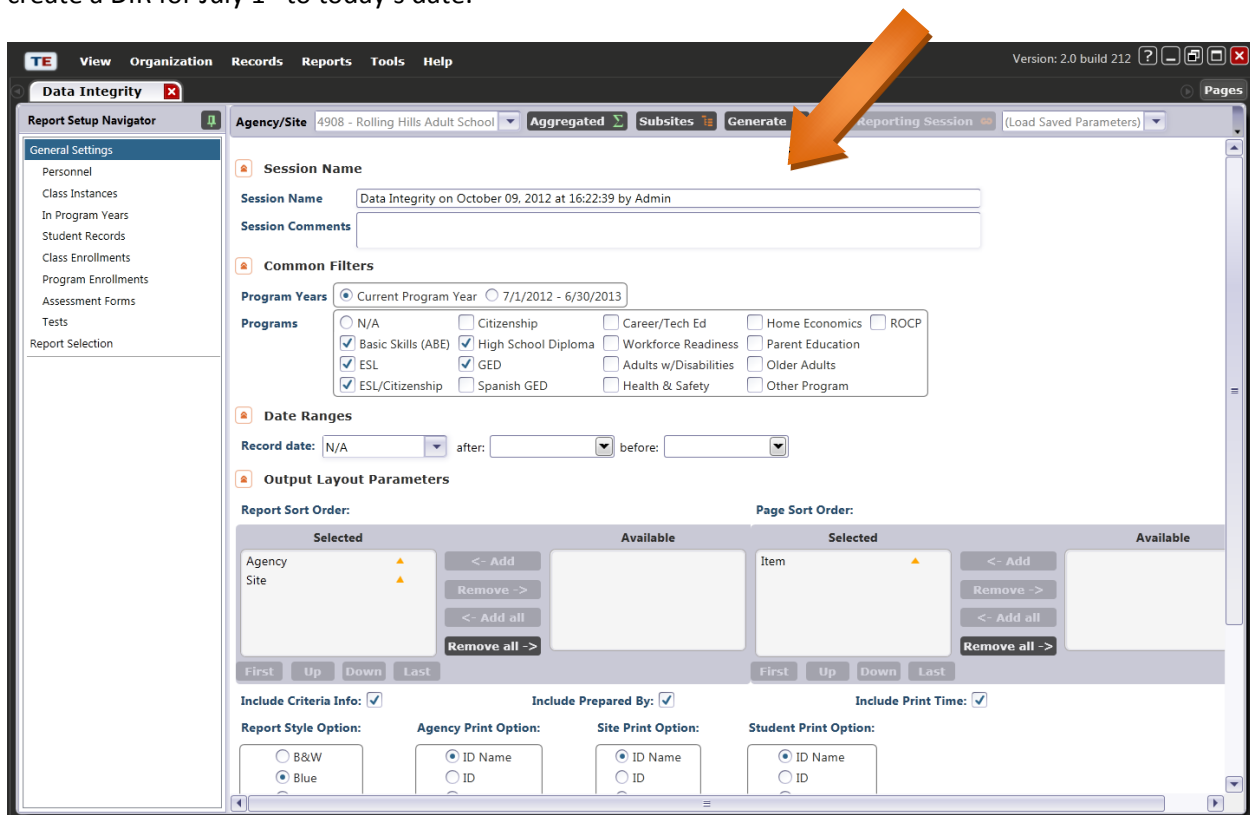 create a DIR for July 1 to today's date.
TE View Organization Records Reports Tools Help Version: 2.0 build 212 ?
Data Integrity Pages
Report Setup Navigator Agency/Site 4908 - Rolling Hills Adult School Aggregated Σ Subsites Generate Reporting Session (Load Saved Parameters)
General Settings
Personnel
Class Instances
In Program Years
Student Records
Class Enrollments
Program Enrollments
Assessment Forms
Tests
Report Selection
Session Name
Session Name Data Integrity on October 09, 2012 at 16:22:39 by Admin
Session Comments
Common Filters
Program Years Current Program Year 7/1/2012 - 6/30/2013
Programs N/A Citizenship Career/Tech Ed Home Economics ROCP
Basic Skills (ABE) High School Diploma Workforce Readiness Parent Education
ESL GED Adults w/Disabilities Older Adults
ESL/Citizenship Spanish GED Health & Safety Other Program
Date Ranges
Record date: N/A after: before:
Output Layout Parameters
Report Sort Order: Page Sort Order:
Selected Available Selected Available
Agency <- Add Item <- Add
Site Remove -> Remove ->
<- Add all <- Add all
Remove all -> Remove all ->
First Up Down Last First Up Down Last
Include Criteria Info: Include Prepared By: Include Print Time:
Report Style Option: Agency Print Option: Site Print Option: Student Print Option:
B&W ID Name ID Name ID Name
Blue ID ID ID